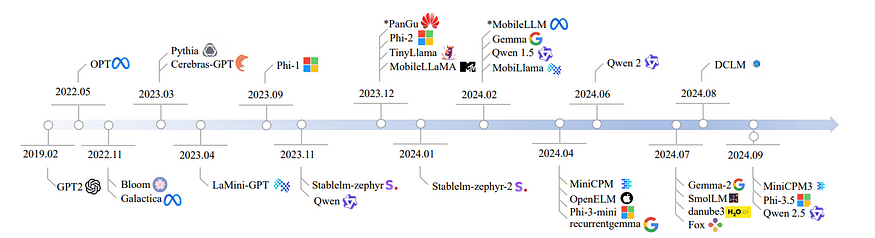 *PanGu
Phi-2
TinyLlama
MobileLLaMA
*MobileLLM
Gemma
Qwen 1.5
MobiLlama
OPT
Pythia
Cerebras-GPT
Phi-1
Qwen 2
DCLM
2022.05
2023.03
2023.09
2023.12
2024.02
2024.06
2024.08
2019.02
2022.11
2023.04
2023.11
2024.01
2024.04
2024.07
2024.09
GPT2
Bloom
Galactica
LaMini-GPT
Stablelm-zephyr
Qwen
Stablelm-zephyr-2
MiniCPM
OpenELM
Phi-3-mini
recurrentgemma
Gemma-2
SmolLM
danube3 H2O.ai
Fox
MiniCPM3
Phi-3.5
Qwen 2.5